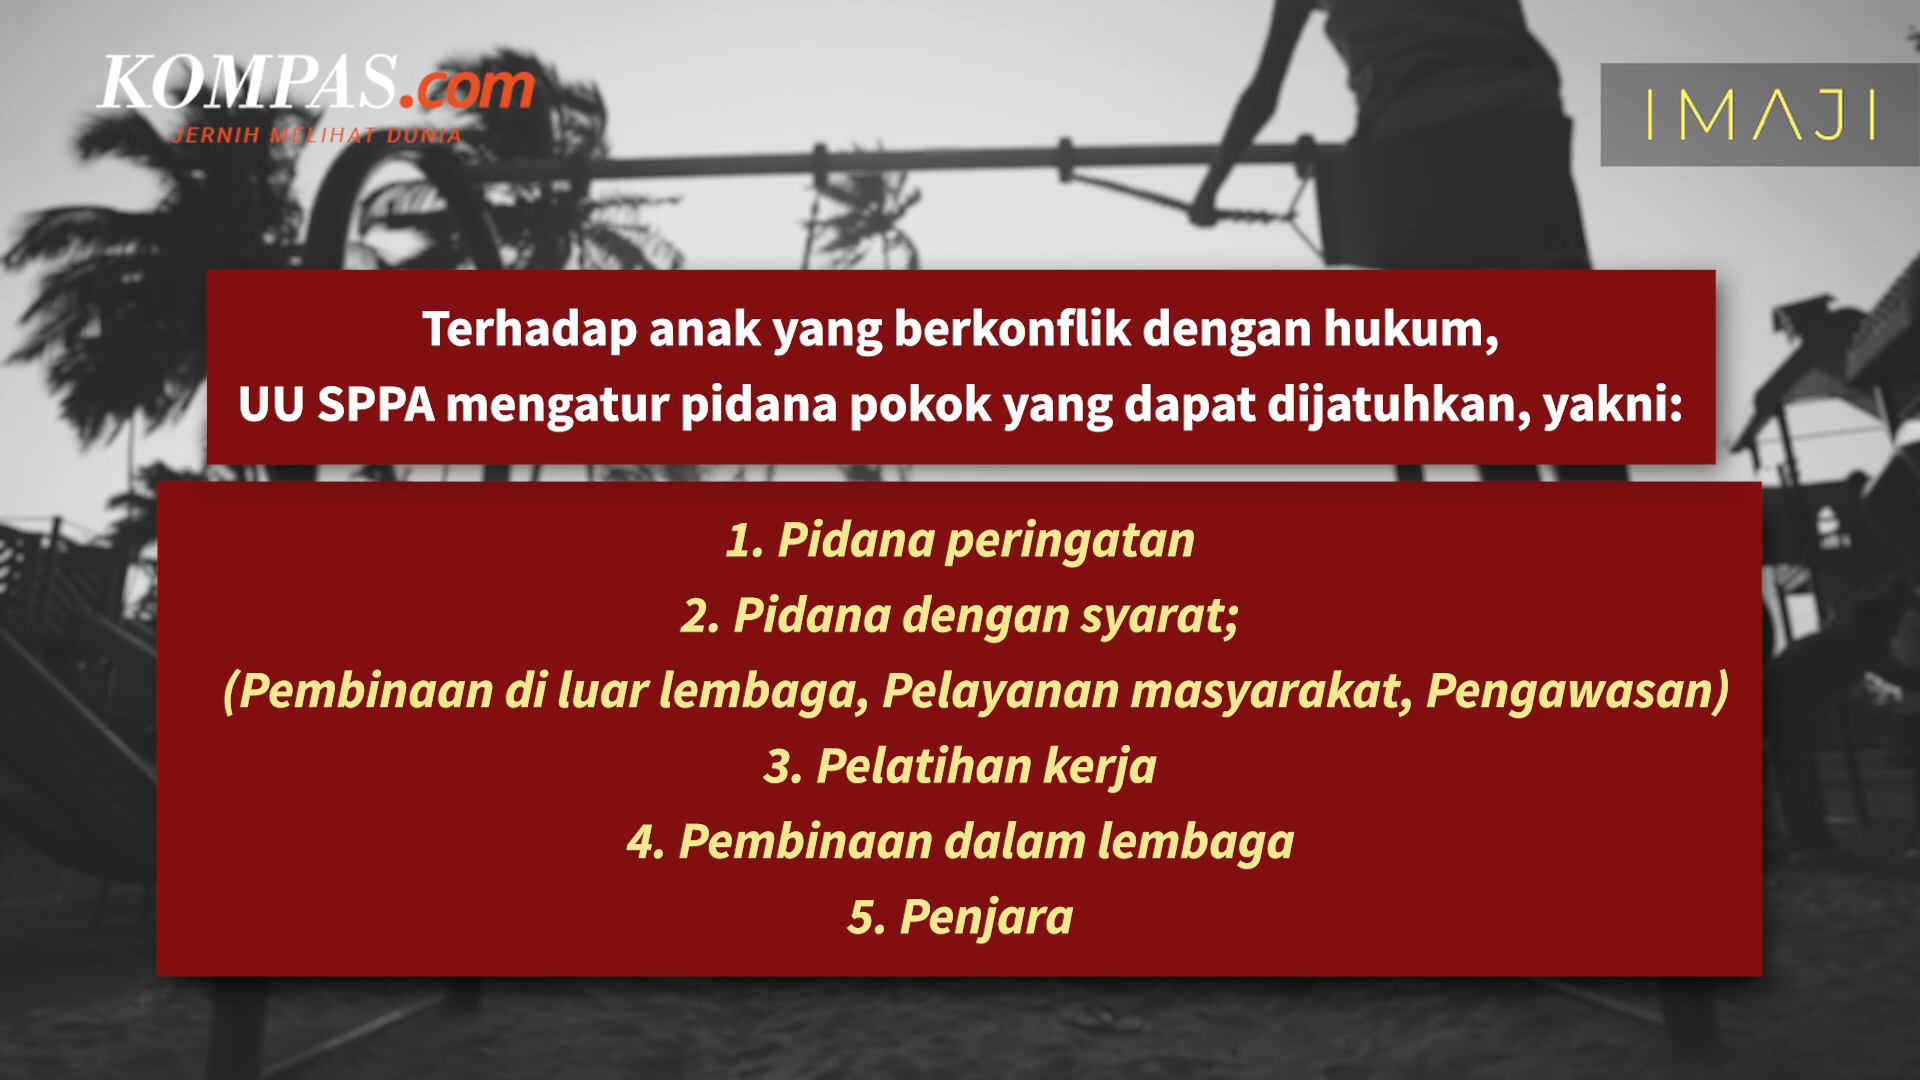 KOMPAS.com
JERNIH MELIHAT DUNIA
IMAJI
Terhadap anak yang berkonflik dengan hukum,
UU SPPA mengatur pidana pokok yang dapat dijatuhkan, yakni:
1. Pidana peringatan
2. Pidana dengan syarat;
(Pembinaan di luar lembaga, Pelayanan masyarakat, Pengawasan)
3. Pelatihan kerja
4. Pembinaan dalam lembaga
5. Penjara